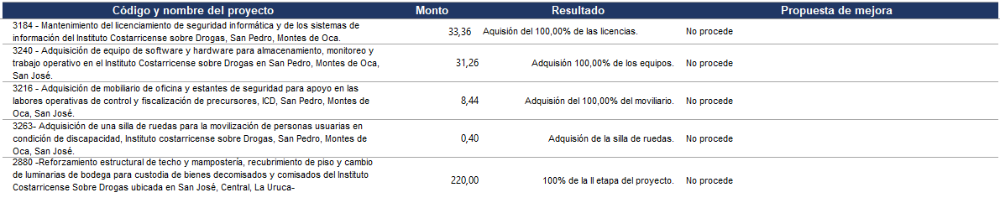 Código y nombre del proyecto Monto Resultado Propuesta de mejora
3184 - Mantenimiento del licenciamiento de seguridad informática y de los sistemas de
información del Instituto Costarricense sobre Drogas, San Pedro, Montes de Oca.
33,36 Aquisión del 100,00% de las licencias. No procede
3240 - Adquisición de equipo de software y hardware para almacenamiento, monitoreo y
trabajo operativo en el Instituto Costarricense sobre Drogas en San Pedro, Montes de Oca,
San José.
31,26 Adquisión 100,00% de los equipos. No procede
3216 - Adquisición de mobiliario de oficina y estantes de seguridad para apoyo en las
labores operativas de control y fiscalización de precursores, ICD, San Pedro, Montes de
Oca, San José.
8,44 Adquisión del 100,00% del moviliario. No procede
3263- Adquisición de una silla de ruedas para la movilización de personas usuarias en
condición de discapacidad, Instituto costarricense sobre Drogas, San Pedro, Montes de
Oca, San José.
0,40 Adquisión de la silla de ruedas. No procede
2880 -Reforzamiento estructural de techo y mampostería, recubrimiento de piso y cambio
de luminarias de bodega para custodia de bienes decomisados y comisados del Instituto
Costarricense Sobre Drogas ubicada en San José, Central, La Uruca-
220,00 100% de la II etapa del proyecto. No procede